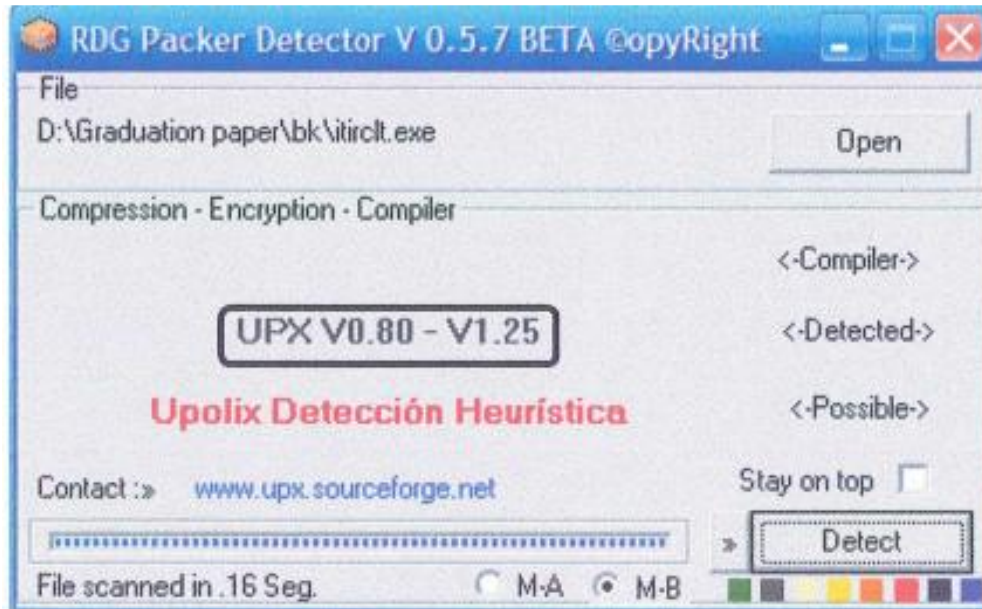 RDG Packer Detector V 0.5.7 BETA ©opyRight
File
D:\Graduation paper\bk\itirclt.exe
Open
Compression - Encryption - Compiler
<-Compiler->
UPX V0.80 - V1.25
<-Detected->
Upolix Detección Heurística
<-Possible->
Contact :» www.upx.sourceforge.net
Stay on top
» Detect
File scanned in .16 Seg.
M-A
M-B